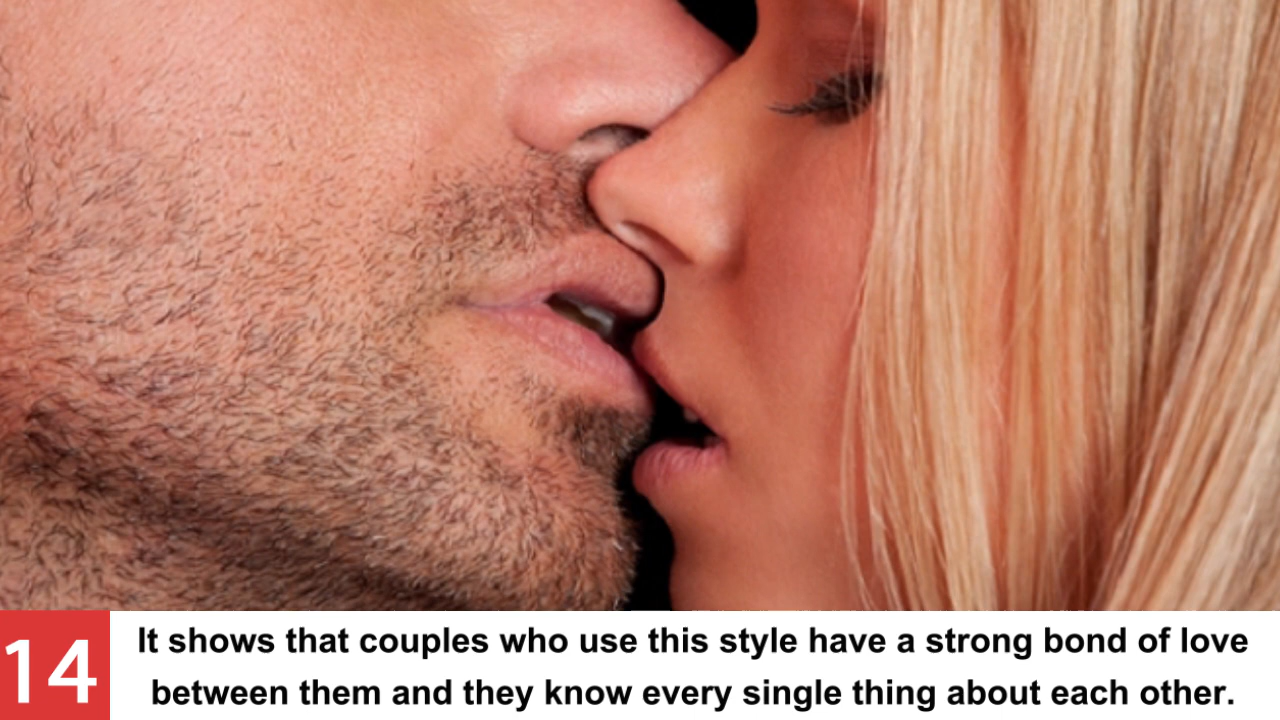 14
It shows that couples who use this style have a strong bond of love
between them and they know every single thing about each other.